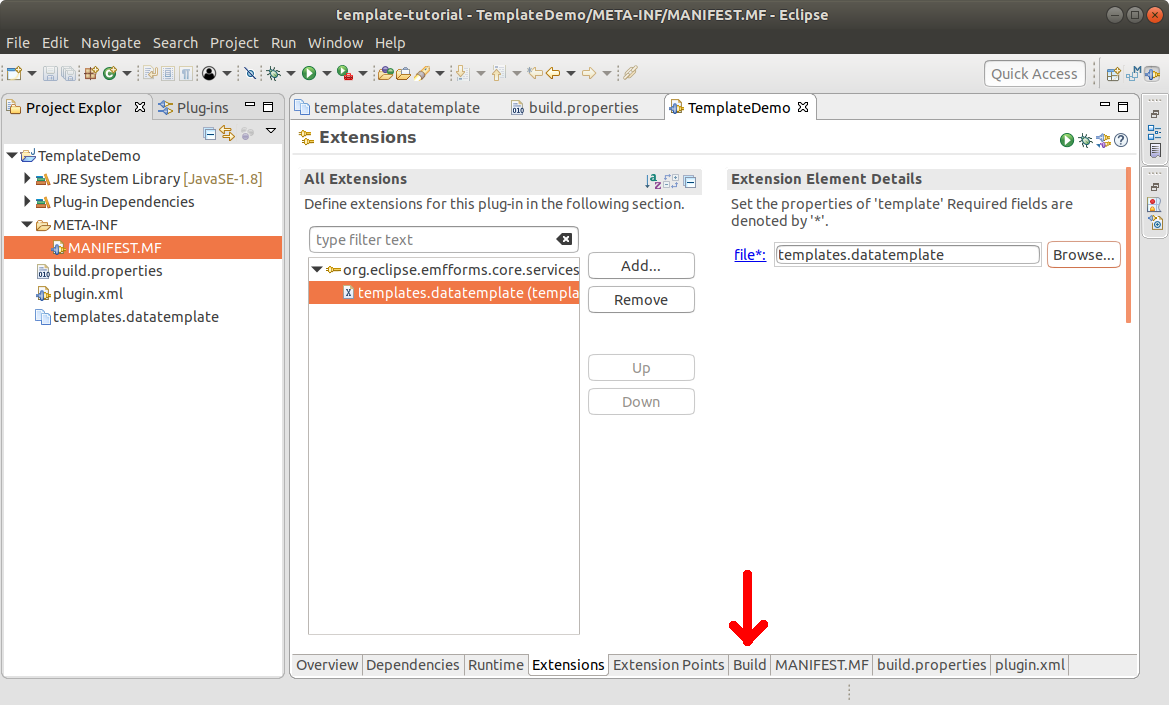 template-tutorial - TemplateDemo/META-INF/MANIFEST.MF - Eclipse
File Edit Navigate Search Project Run Window Help
Quick Access
Project Explor Plug-ins
TemplateDemo
JRE System Library [JavaSE-1.8]
Plug-in Dependencies
META-INF
MANIFEST.MF
build.properties
plugin.xml
templates.datatemplate
templates.datatemplate build.properties TemplateDemo
Extensions
All Extensions
Define extensions for this plug-in in the following section.
type filter text
org.eclipse.emfforms.core.services
templates.datatemplate (templa
Add...
Remove
Up
Down
Extension Element Details
Set the properties of 'template' Required fields are
denoted by '*'.
file*: templates.datatemplate Browse...
Overview Dependencies Runtime Extensions Extension Points Build MANIFEST.MF build.properties plugin.xml